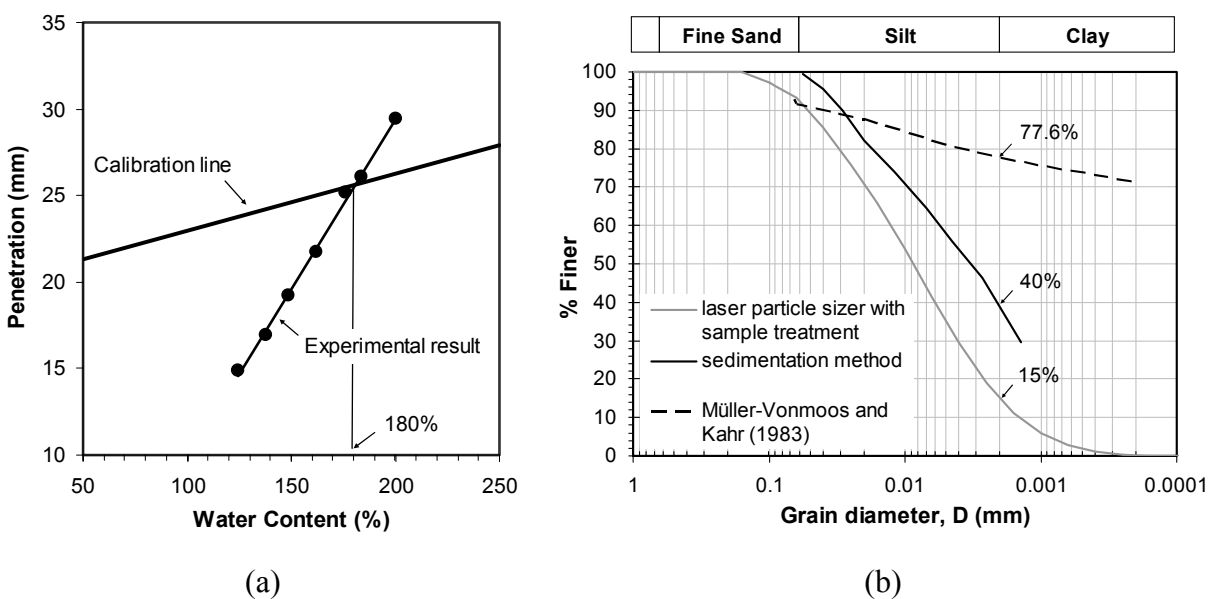 35
30
25
20
15
10
Penetration (mm)
Calibration line
Experimental result
180%
50
100
150
200
250
Water Content (%)
(a)
Fine Sand
Silt
Clay
100
90
80
70
60
50
40
30
20
10
0
% Finer
77.6%
40%
15%
laser particle sizer with
sample treatment
sedimentation method
Müller-Vonmoos and
Kahr (1983)
1
0.1
0.01
0.001
0.0001
Grain diameter, D (mm)
(b)